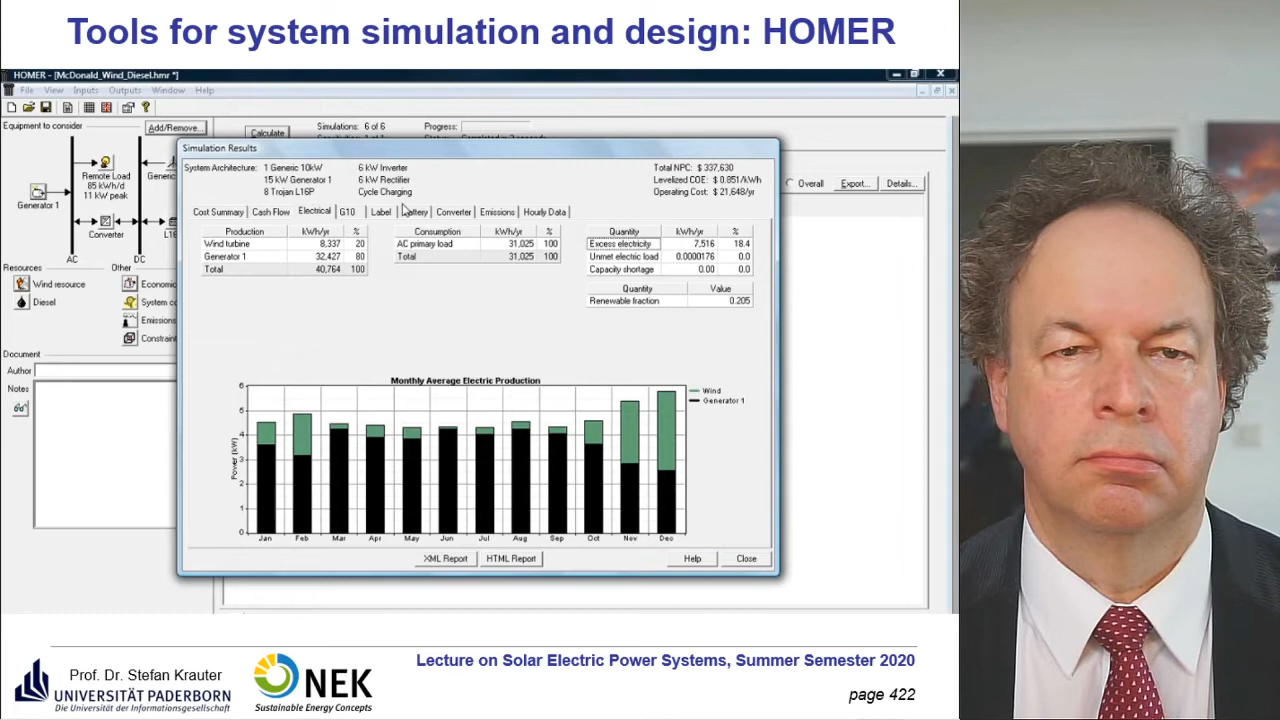 Tools for system simulation and design: HOMER
HOMER - [McDonald_Wind_Diesel.hmr *]
File View Inputs Outputs Window Help
Equipment to consider
Add/Remove...
Calculate
Simulations: 6 of 6
Progress:
Remote Load
85 kWh/d
11 kW peak
Generator 1
Converter
AC
DC
Resources
Other
Wind resource
Diesel
Emissions
Document
Author
Notes
Overall
Export...
Details...
Simulation Results
System Architecture: 1 Generic 10kW 6 kW Inverter
15 kW Generator 1 6 kW Rectifier
8 Trojan L16P Cycle Charging
Total NPC: $ 337,630
Levelized COE: $ 0.851/kWh
Operating Cost: $ 21,648/yr
Cost Summary Cash Flow Electrical G10 Label Battery Converter Emissions Hourly Data
Production kWh/yr %
Wind turbine 8,337 20
Generator 1 32,427 80
Total 40,764 100
Consumption kWh/yr %
AC primary load 31,025 100
Total 31,025 100
Quantity kWh/yr %
Excess electricity 7,516 18.4
Unmet electric load 0.0000176 0.0
Capacity shortage 0.00 0.0
Quantity Value
Renewable fraction 0.205
Monthly Average Electric Production
Power (kW)
6
5
4
3
2
1
0
Jan Feb Mar Apr May Jun Jul Aug Sep Oct Nov Dec
Wind
Generator 1
XML Report HTML Report Help Close
Prof. Dr. Stefan Krauter
UNIVERSITÄT PADERBORN
Die Universität der Informationsgesellschaft
NEK
Sustainable Energy Concepts
Lecture on Solar Electric Power Systems, Summer Semester 2020
page 422